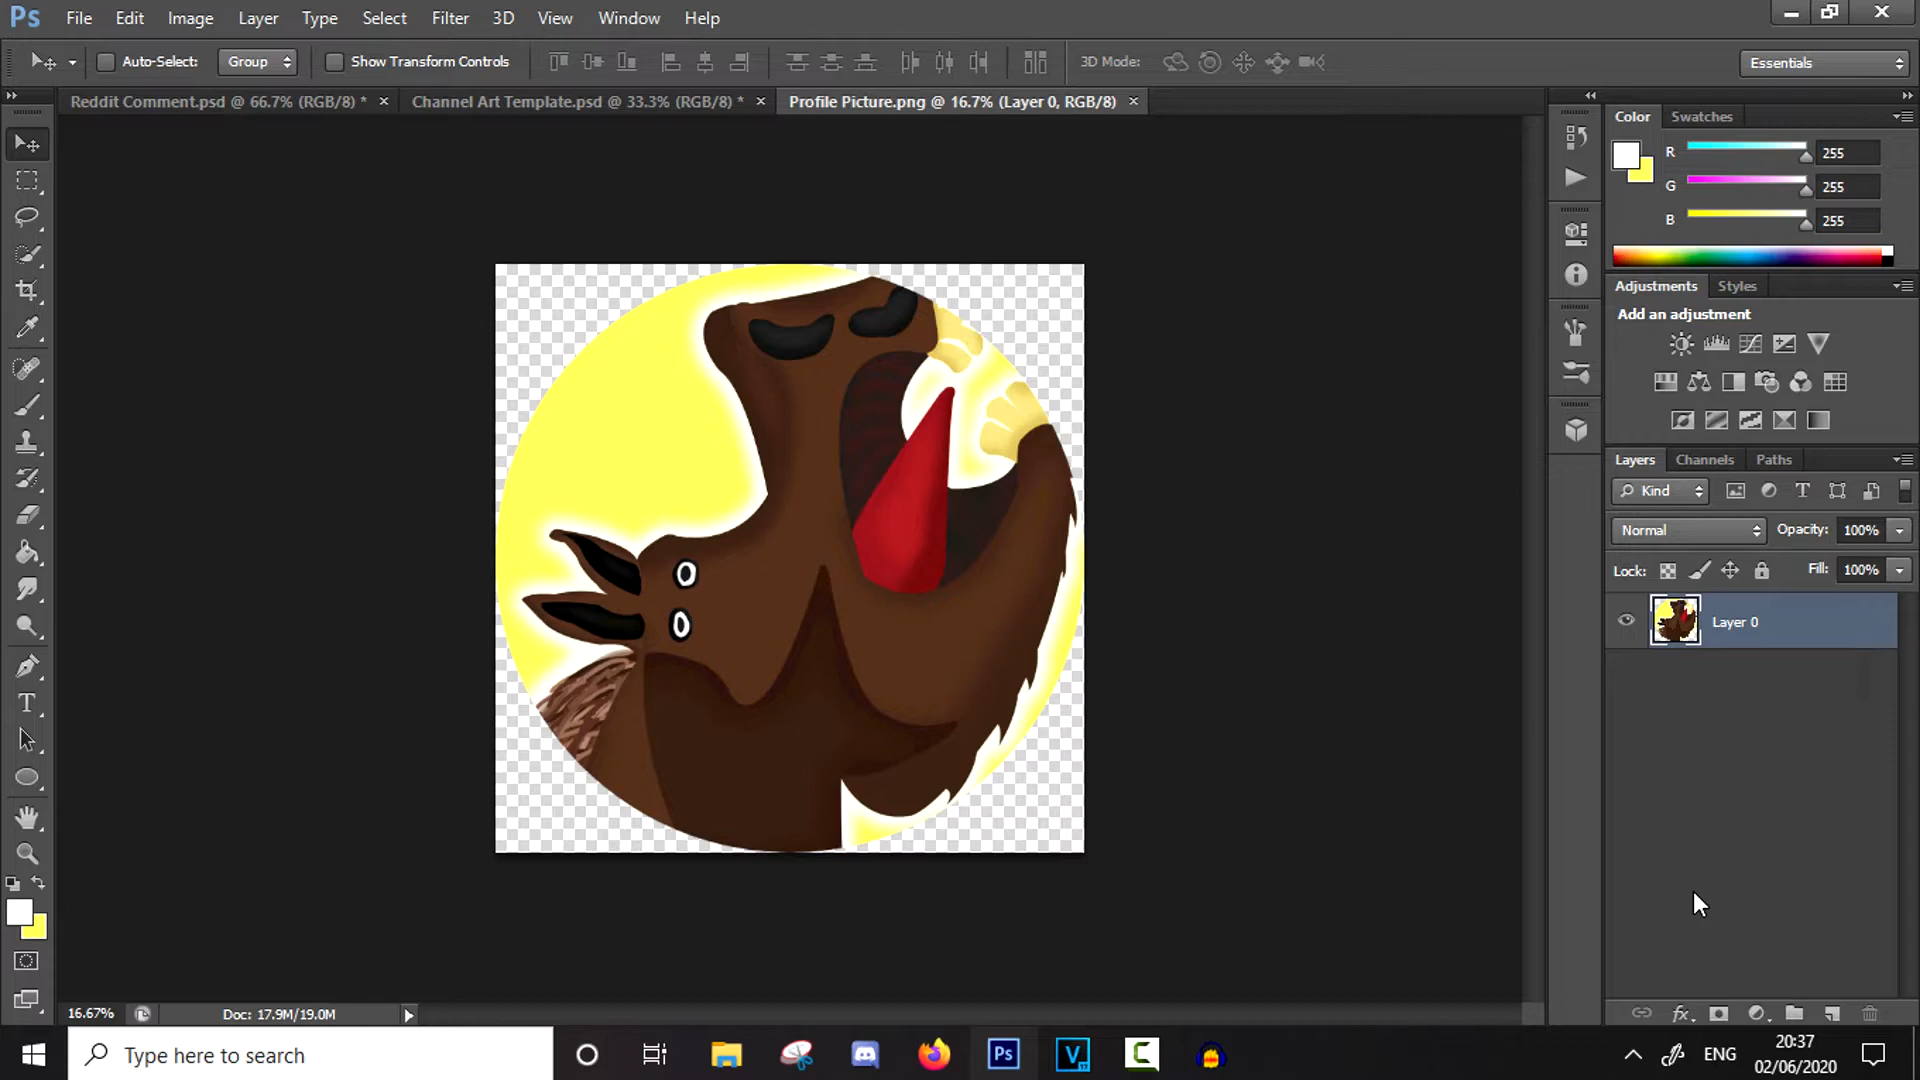 Ps File Edit Image Layer Type Select Filter 3D View Window Help
Auto-Select: Group Show Transform Controls 3D Mode: Essentials
Reddit Comment.psd @ 66.7% (RGB/8) * × Channel Art Template.psd @ 33.3% (RGB/8) * × Profile Picture.png @ 16.7% (Layer 0, RGB/8) ×
Color Swatches
R 255
G 255
B 255
Adjustments Styles
Add an adjustment
Layers Channels Paths
Kind
Normal Opacity: 100%
Lock: Fill: 100%
Layer 0
16.67% Doc: 17.9M/19.0M
Type here to search
Ps V 17 C
ENG
20:37
02/06/2020